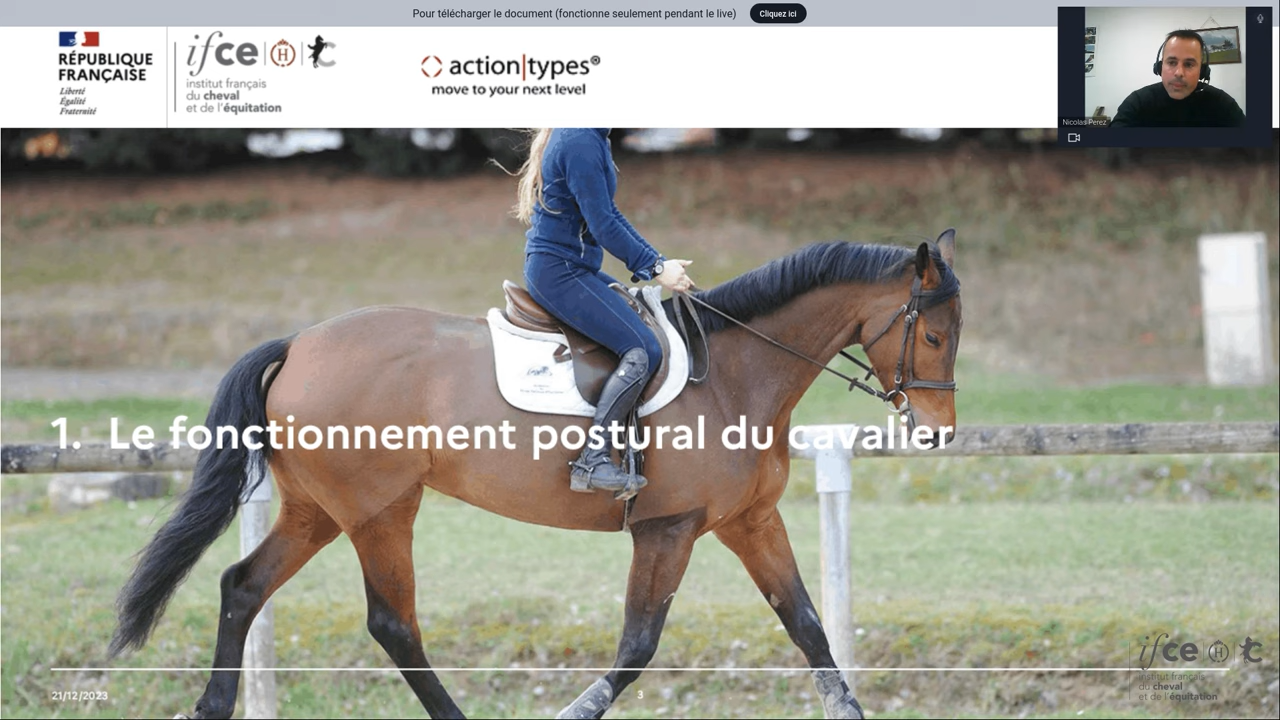 Pour télécharger le document (fonctionne seulement pendant le live)
Cliquez ici
RÉPUBLIQUE
FRANÇAISE
Liberté
Égalité
Fraternité
ifce
H
institut français
du cheval
et de l'équitation
action|types®
move to your next level
Nicolas Perez
1. Le fonctionnement postural du cavalier
21/12/2023
3
ifce
H
institut français
du cheval
et de l'équitation